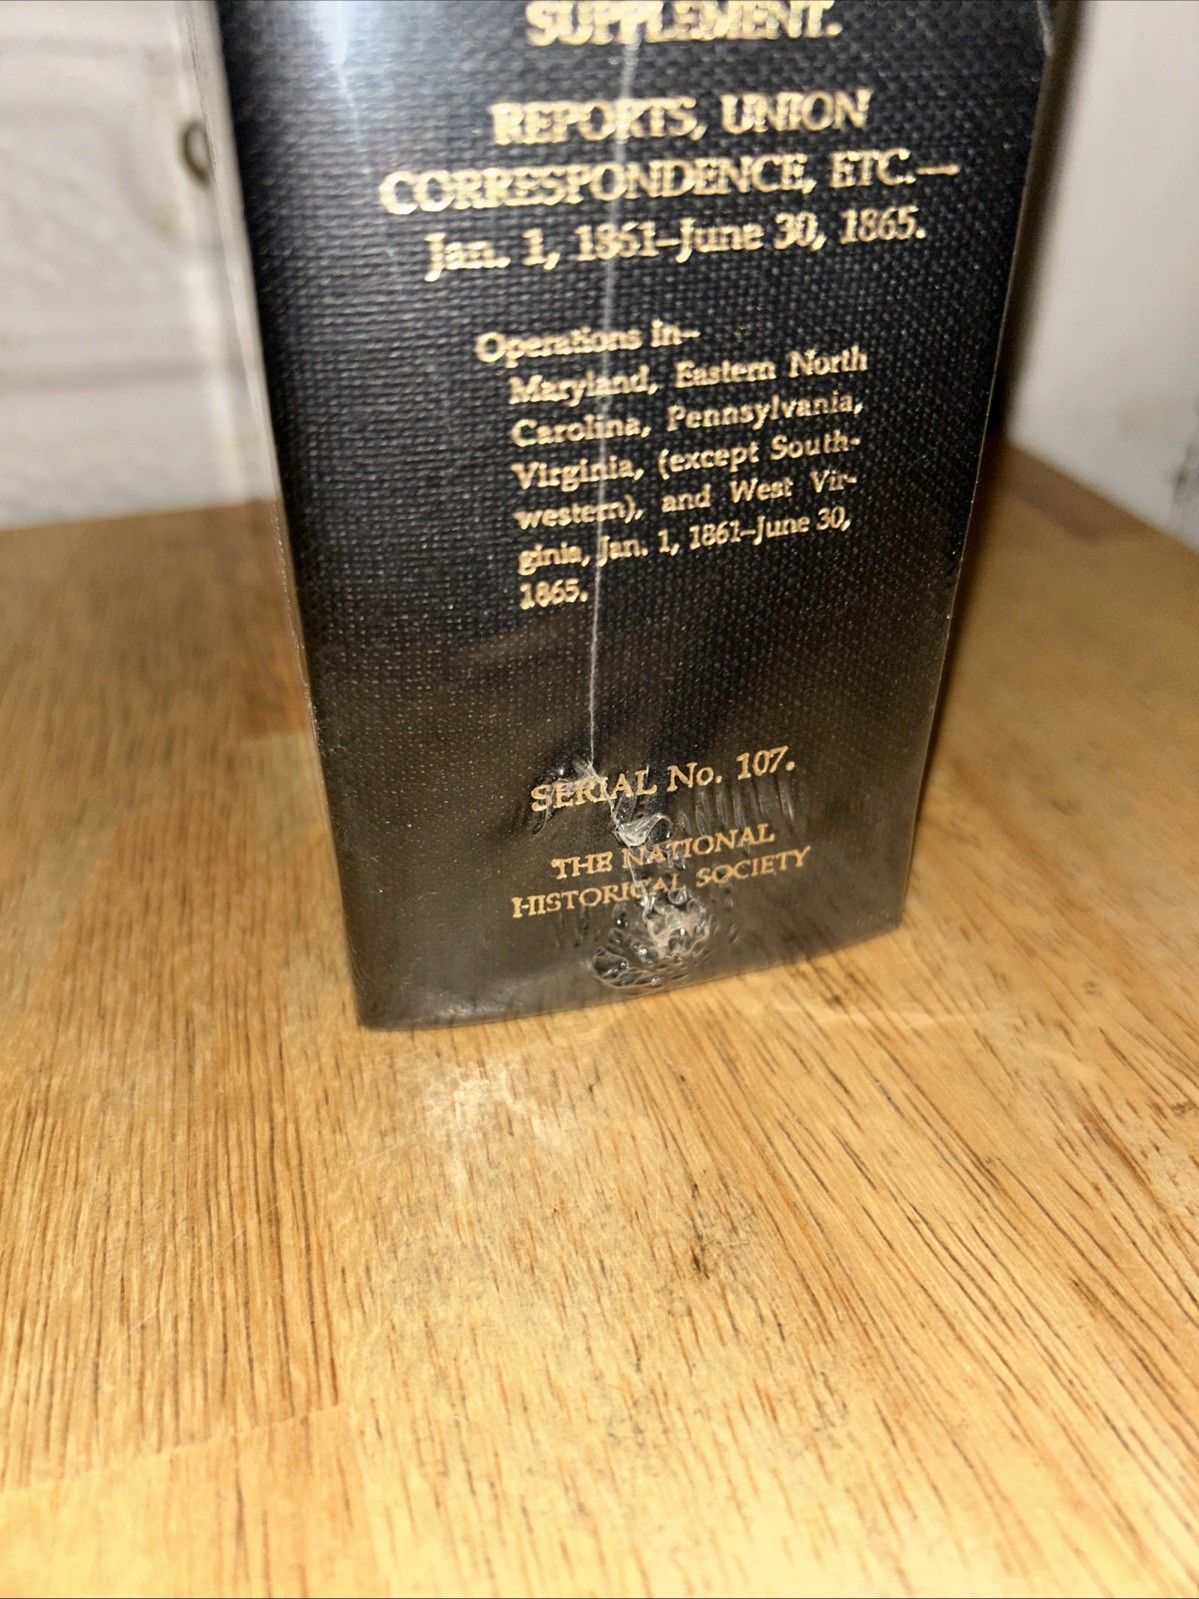 SUPPLEMENT.
REPORTS, UNION
CORRESPONDENCE, ETC.—
Jan. 1, 1861–June 30, 1865.
Operations in–
Maryland, Eastern North
Carolina, Pennsylvania,
Virginia, (except South-
western), and West Vir-
ginia, Jan. 1, 1861–June 30,
1865.
SERIAL No. 107.
THE NATIONAL
HISTORICAL SOCIETY